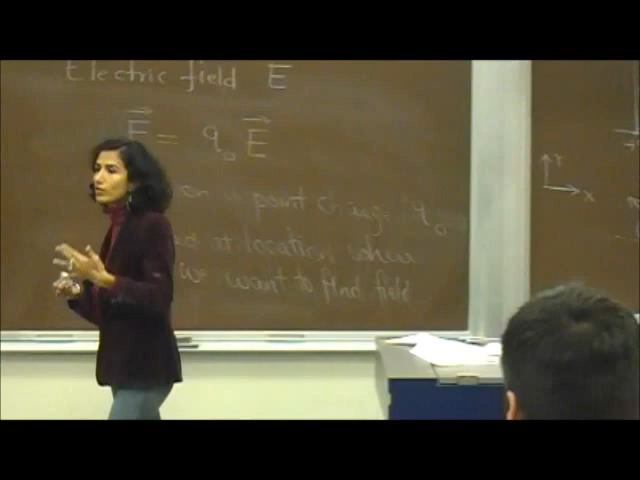 Electric field E
F = q₀ E
on a point charge q₀
at location where
we want to find field
Y
X